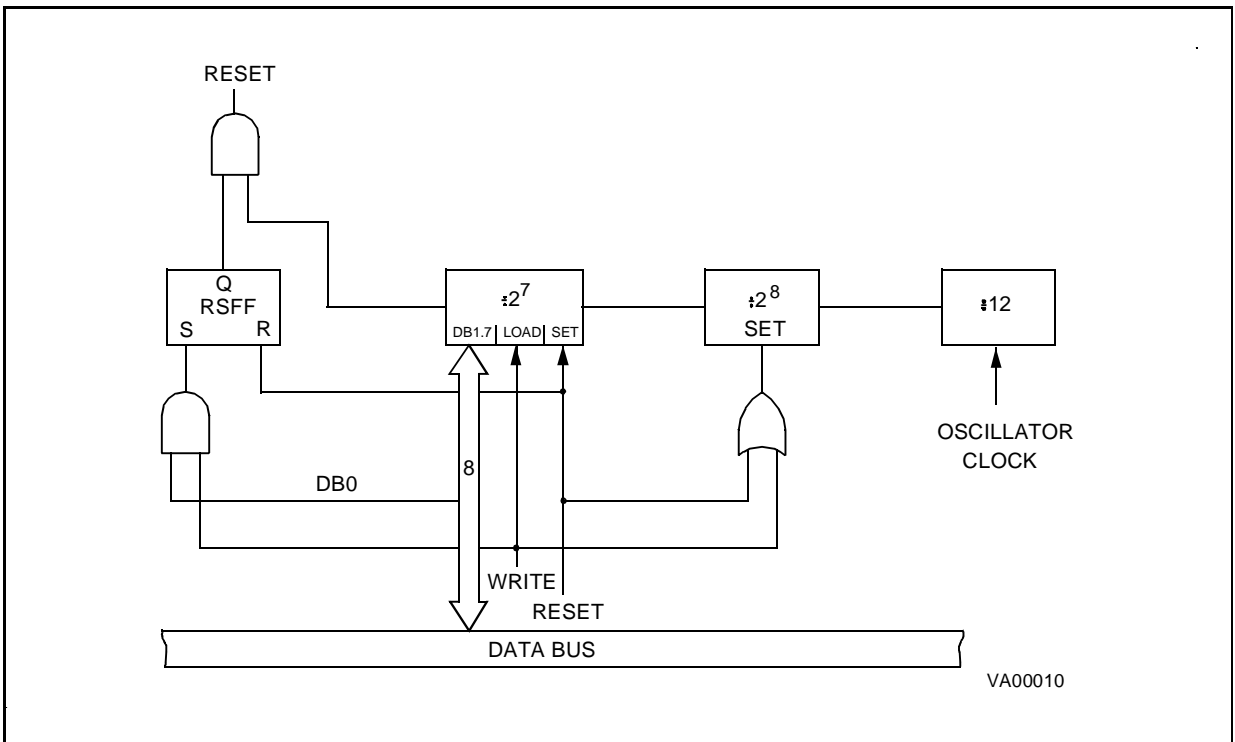 RESET
Q
RSFF
S R
÷2⁷
DB1.7 LOAD SET
÷2⁸
SET
÷12
OSCILLATOR
CLOCK
8
DB0
WRITE
RESET
DATA BUS
VA00010